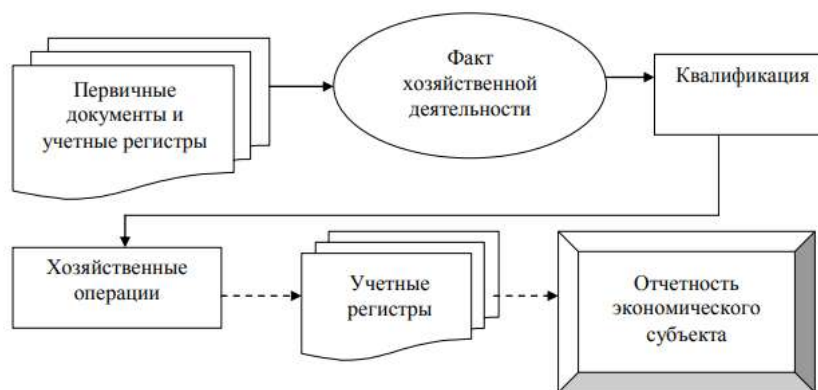 Первичные
документы и
учетные регистры
Факт
хозяйственной
деятельности
Квалификация
Хозяйственные
операции
Учетные
регистры
Отчетность
экономического
субъекта